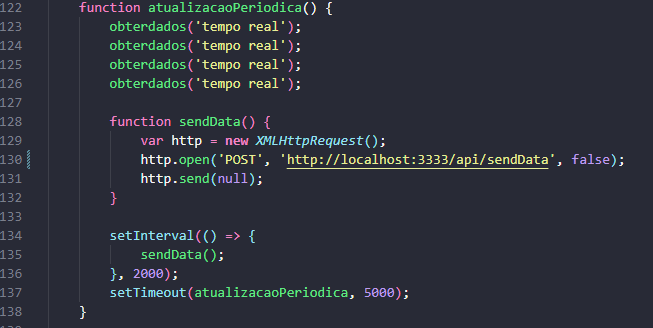 122 function atualizacaoPeriodica() {
123 obterdados('tempo real');
124 obterdados('tempo real');
125 obterdados('tempo real');
126 obterdados('tempo real');
127
128 function sendData() {
129 var http = new XMLHttpRequest();
130 http.open('POST', 'http://localhost:3333/api/sendData', false);
131 http.send(null);
132 }
133
134 setInterval(() => {
135 sendData();
136 }, 2000);
137 setTimeout(atualizacaoPeriodica, 5000);
138 }